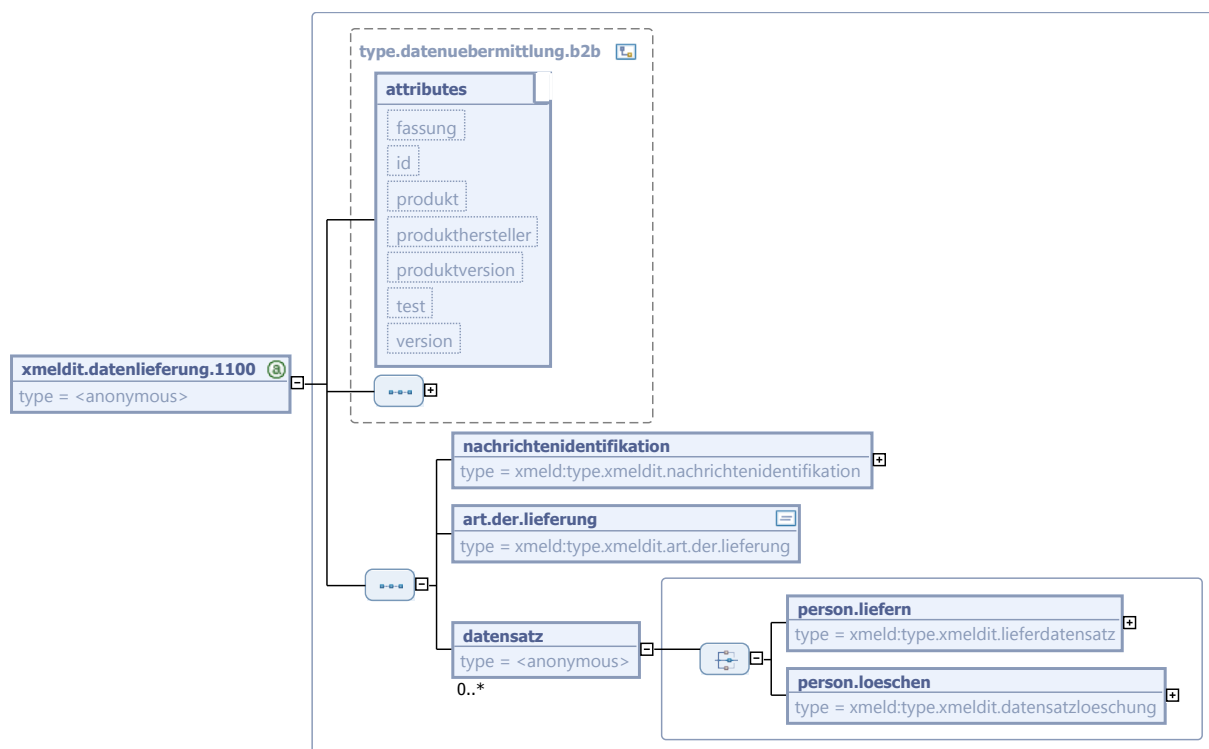 type.datenuebermittlung.b2b
attributes
fassung
id
produkt
produkthersteller
produktversion
test
version
xmeldit.datenlieferung.1100 a
type = <anonymous>
nachrichtenidentifikation
type = xmeld:type.xmeldit.nachrichtenidentifikation
art.der.lieferung
type = xmeld:type.xmeldit.art.der.lieferung
datensatz
type = <anonymous>
0..*
person.liefern
type = xmeld:type.xmeldit.lieferdatensatz
person.loeschen
type = xmeld:type.xmeldit.datensatzloeschung